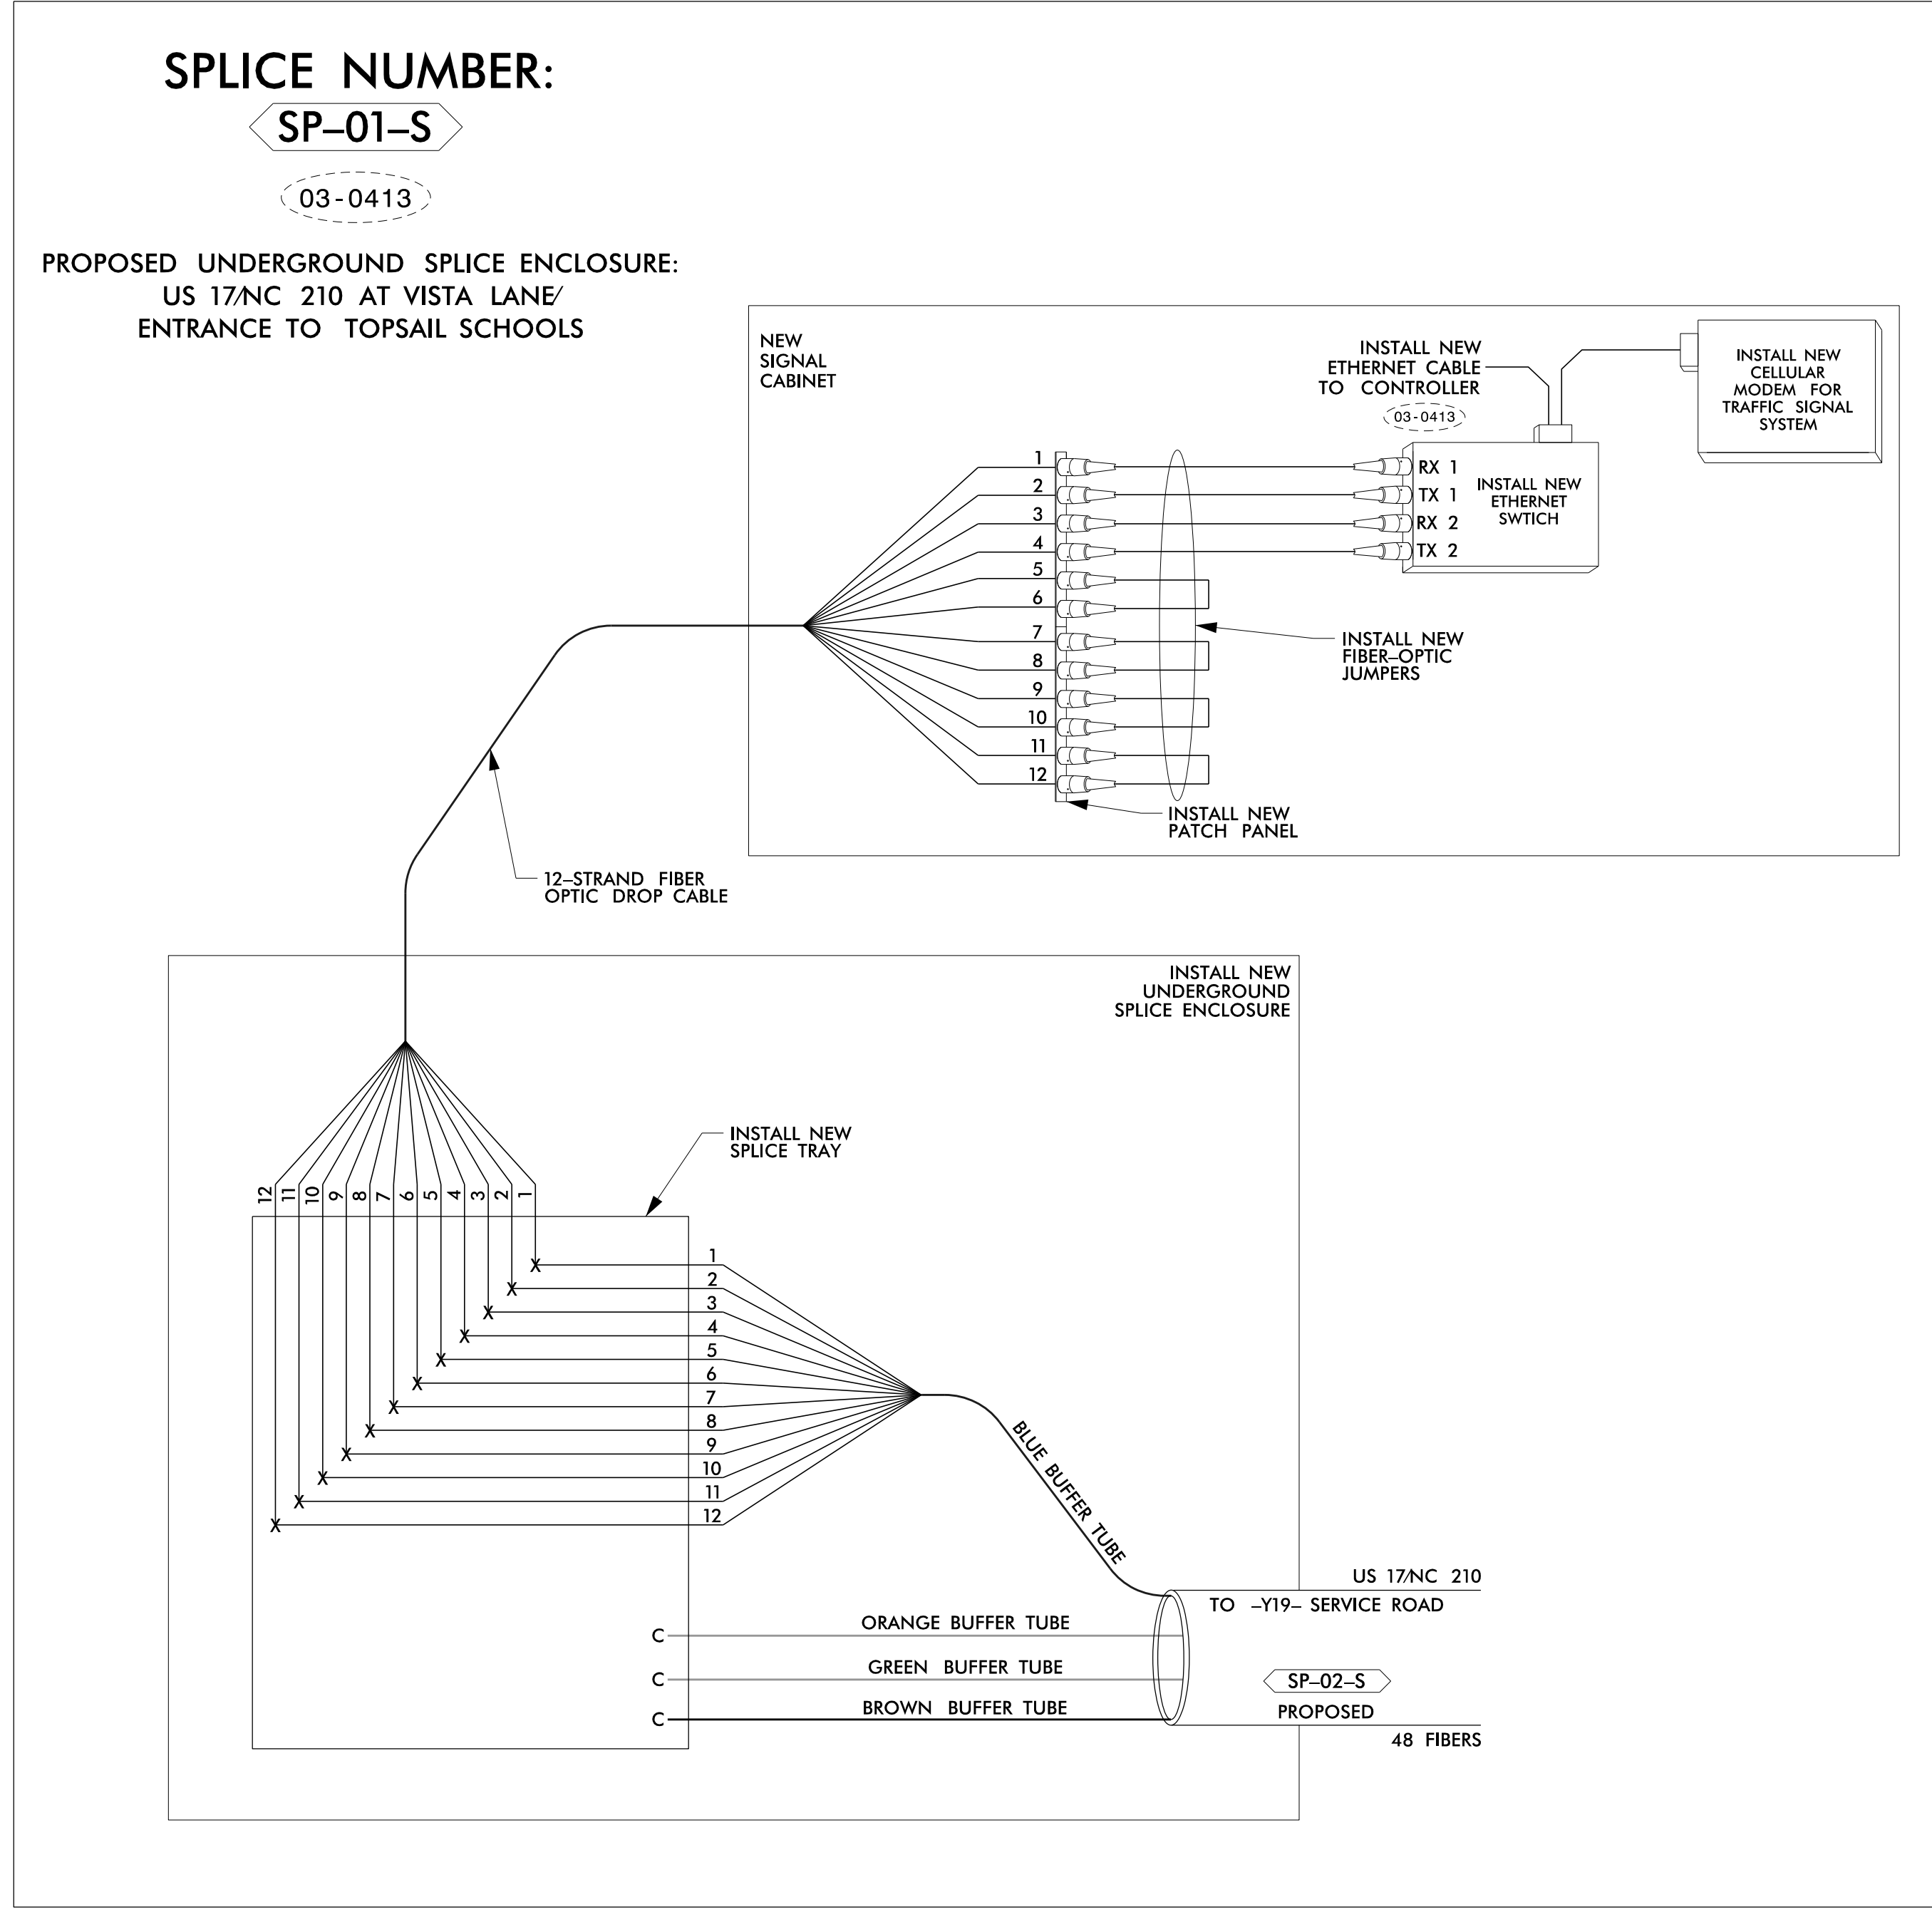 SPLICE NUMBER:
SP–01–S
03-0413
PROPOSED UNDERGROUND SPLICE ENCLOSURE:
US 17/NC 210 AT VISTA LANE/
ENTRANCE TO TOPSAIL SCHOOLS
NEW
SIGNAL
CABINET
INSTALL NEW
ETHERNET CABLE
TO CONTROLLER
03-0413
INSTALL NEW
CELLULAR
MODEM FOR
TRAFFIC SIGNAL
SYSTEM
1
2
3
4
5
6
7
8
9
10
11
12
RX 1
TX 1
RX 2
TX 2
INSTALL NEW
ETHERNET
SWTICH
INSTALL NEW
FIBER–OPTIC
JUMPERS
INSTALL NEW
PATCH PANEL
12–STRAND FIBER
OPTIC DROP CABLE
INSTALL NEW
UNDERGROUND
SPLICE ENCLOSURE
INSTALL NEW
SPLICE TRAY
12
11
10
9
8
7
6
5
4
3
2
1
1
2
3
4
5
6
7
8
9
10
11
12
X
X
X
X
X
X
X
X
X
X
X
X
BLUE BUFFER TUBE
US 17/NC 210
TO –Y19– SERVICE ROAD
C ORANGE BUFFER TUBE
C GREEN BUFFER TUBE
C BROWN BUFFER TUBE
SP–02–S
PROPOSED
48 FIBERS